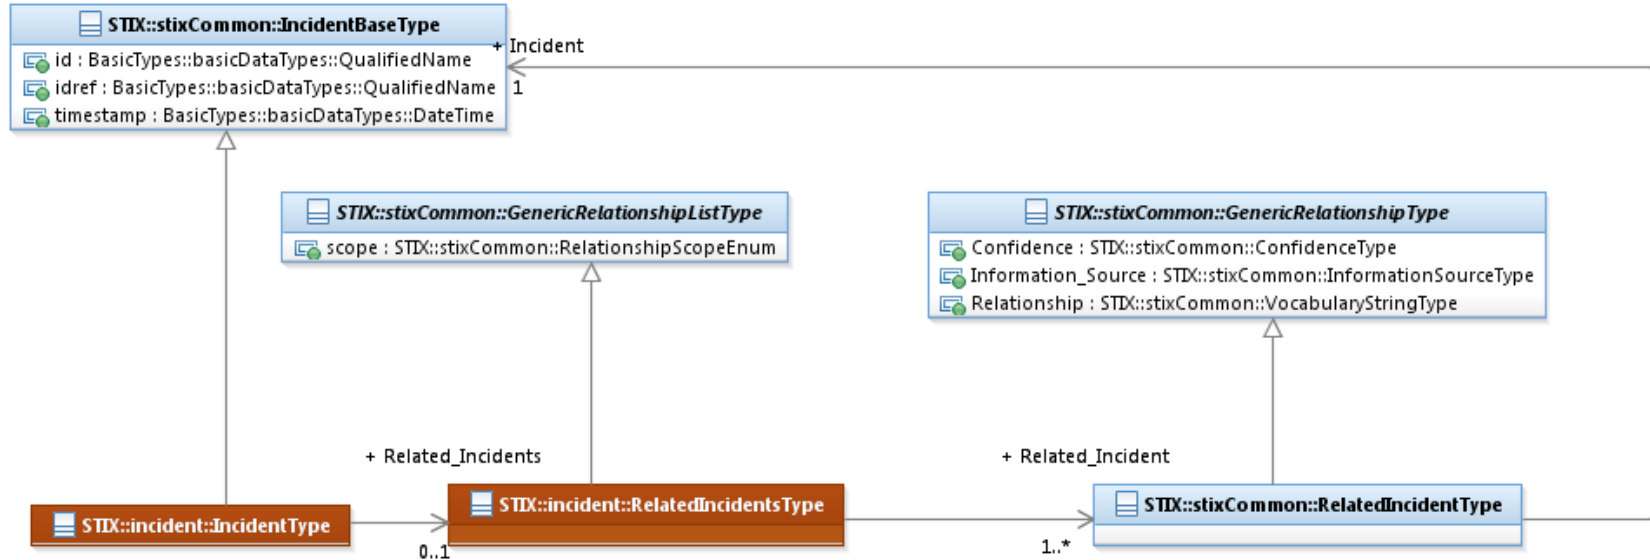 STIX::stixCommon::IncidentBaseType
id : BasicTypes::basicDataTypes::QualifiedName
idref : BasicTypes::basicDataTypes::QualifiedName
timestamp : BasicTypes::basicDataTypes::DateTime
+ Incident
1
STIX::stixCommon::GenericRelationshipListType
scope : STIX::stixCommon::RelationshipScopeEnum
STIX::stixCommon::GenericRelationshipType
Confidence : STIX::stixCommon::ConfidenceType
Information_Source : STIX::stixCommon::InformationSourceType
Relationship : STIX::stixCommon::VocabularyStringType
+ Related_Incidents
+ Related_Incident
STIX::incident::IncidentType
0..1
STIX::incident::RelatedIncidentsType
1..*
STIX::stixCommon::RelatedIncidentType